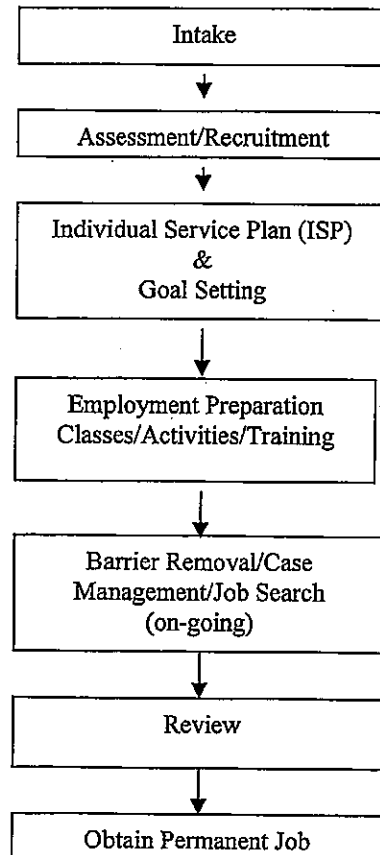 Intake
Assessment/Recruitment
Individual Service Plan (ISP)
&
Goal Setting
Employment Preparation
Classes/Activities/Training
Barrier Removal/Case
Management/Job Search
(on-going)
Review
Obtain Permanent Job